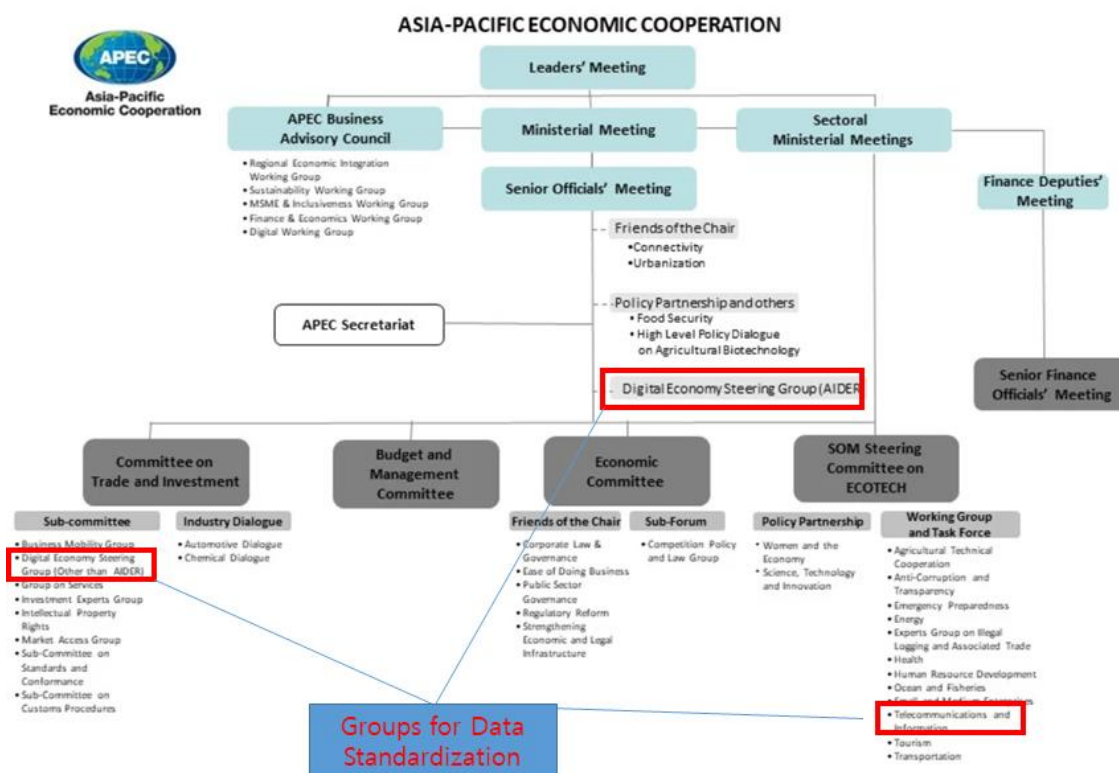 ASIA-PACIFIC ECONOMIC COOPERATION
APEC
Asia-Pacific
Economic Cooperation
Leaders' Meeting
APEC Business
Advisory Council
Ministerial Meeting
Sectoral
Ministerial Meetings
• Regional Economic Integration
Working Group
• Sustainability Working Group
• MSME & Inclusiveness Working Group
• Finance & Economics Working Group
• Digital Working Group
Senior Officials' Meeting
Finance Deputies'
Meeting
Friends of the Chair
• Connectivity
• Urbanization
APEC Secretariat
Policy Partnership and others
• Food Security
• High Level Policy Dialogue
on Agricultural Biotechnology
Digital Economy Steering Group (AIDER
Senior Finance
Officials' Meeting
Committee on
Trade and Investment
Budget and
Management
Committee
Economic
Committee
SOM Steering
Committee on
ECOTECH
Sub-committee
• Business Mobility Group
• Digital Economy Steering
Group (Other than AIDER)
• Group on Services
• Investment Experts Group
• Intellectual Property
Rights
• Market Access Group
• Sub-Committee on
Standards and
Conformance
• Sub-Committee on
Customs Procedures
Industry Dialogue
• Automotive Dialogue
• Chemical Dialogue
Friends of the Chair
• Corporate Law &
Governance
• Ease of Doing Business
• Public Sector
Governance
• Regulatory Reform
• Strengthening
Economic and Legal
Infrastructure
Sub-Forum
• Competition Policy
and Law Group
Policy Partnership
• Women and the
Economy
• Science, Technology
and Innovation
Working Group
and Task Force
• Agricultural Technical
Cooperation
• Anti-Corruption and
Transparency
• Emergency Preparedness
• Energy
• Experts Group on Illegal
Logging and Associated Trade
• Health
• Human Resource Development
• Ocean and Fisheries
• Small and Medium Enterprises
• Telecommunications and
Information
• Tourism
• Transportation
Groups for Data
Standardization